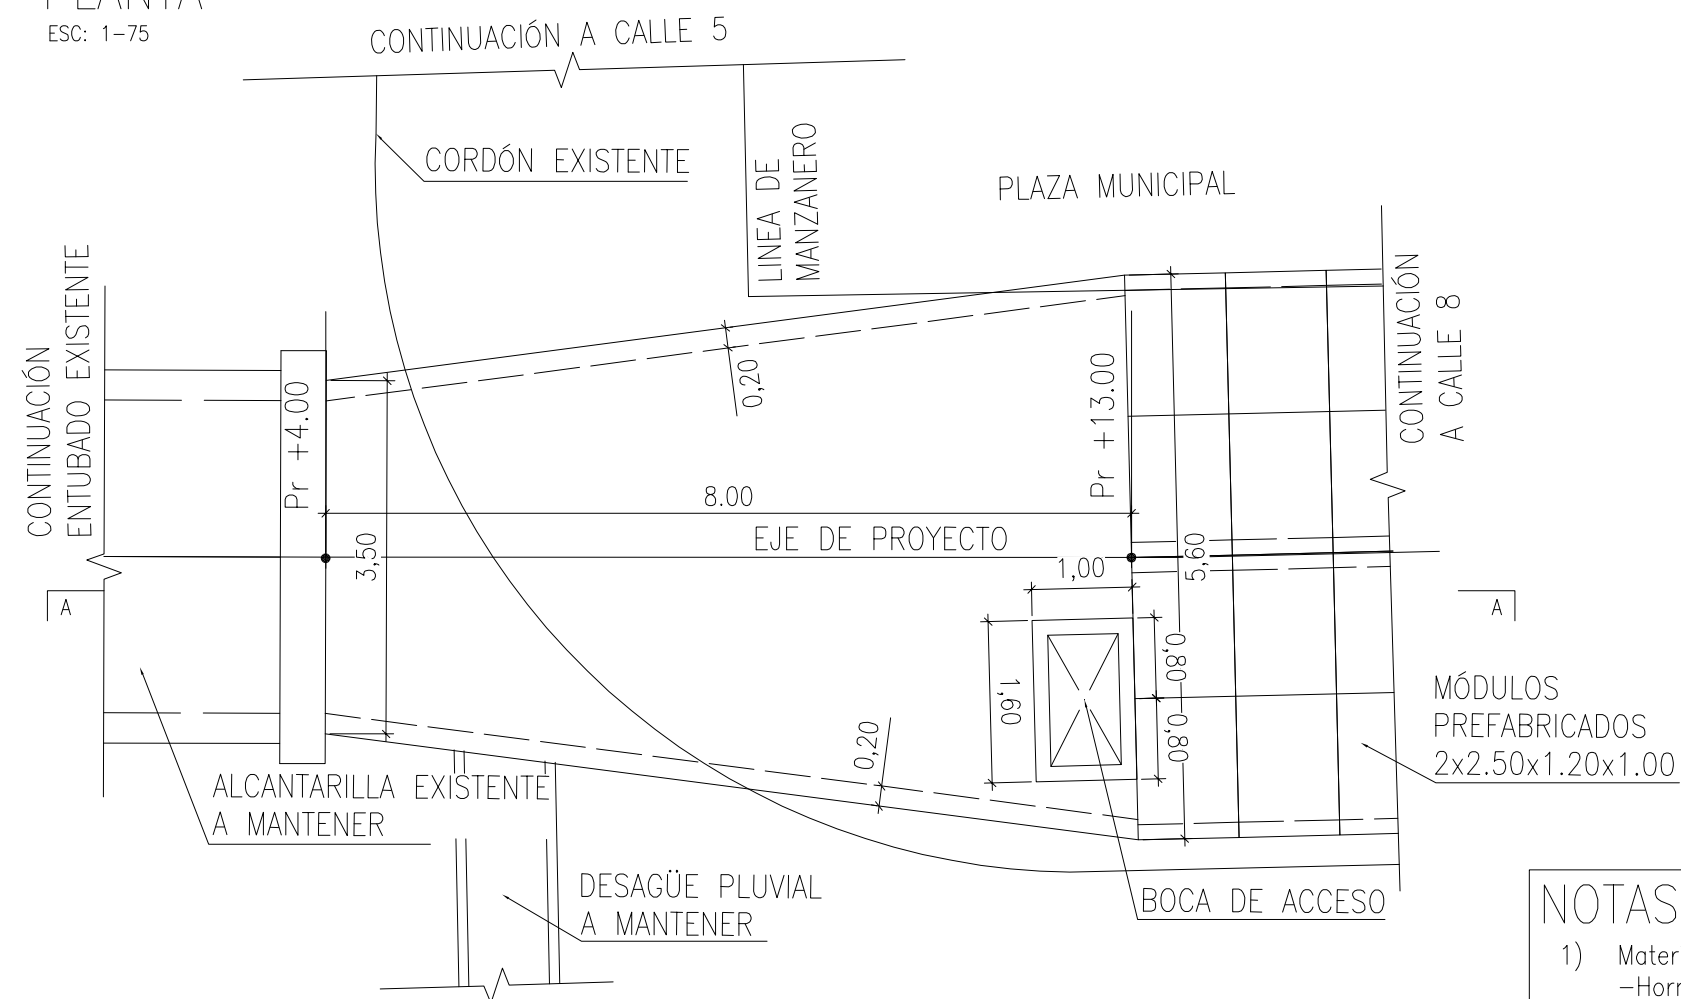 PLANTA
ESC: 1-75
CONTINUACIÓN A CALLE 5
CORDÓN EXISTENTE
LINEA DE
MANZANERO
PLAZA MUNICIPAL
CONTINUACIÓN
ENTUBADO EXISTENTE
CONTINUACIÓN
A CALLE 8
Pr +4.00
Pr +13.00
0,20
8.00
EJE DE PROYECTO
3,50
1,00
5,60
A
A
1,60
0,80
0,80
0,20
MÓDULOS
PREFABRICADOS
2x2.50x1.20x1.00
ALCANTARILLA EXISTENTE
A MANTENER
DESAGÜE PLUVIAL
A MANTENER
BOCA DE ACCESO
NOTAS
1) Mater
-Horr